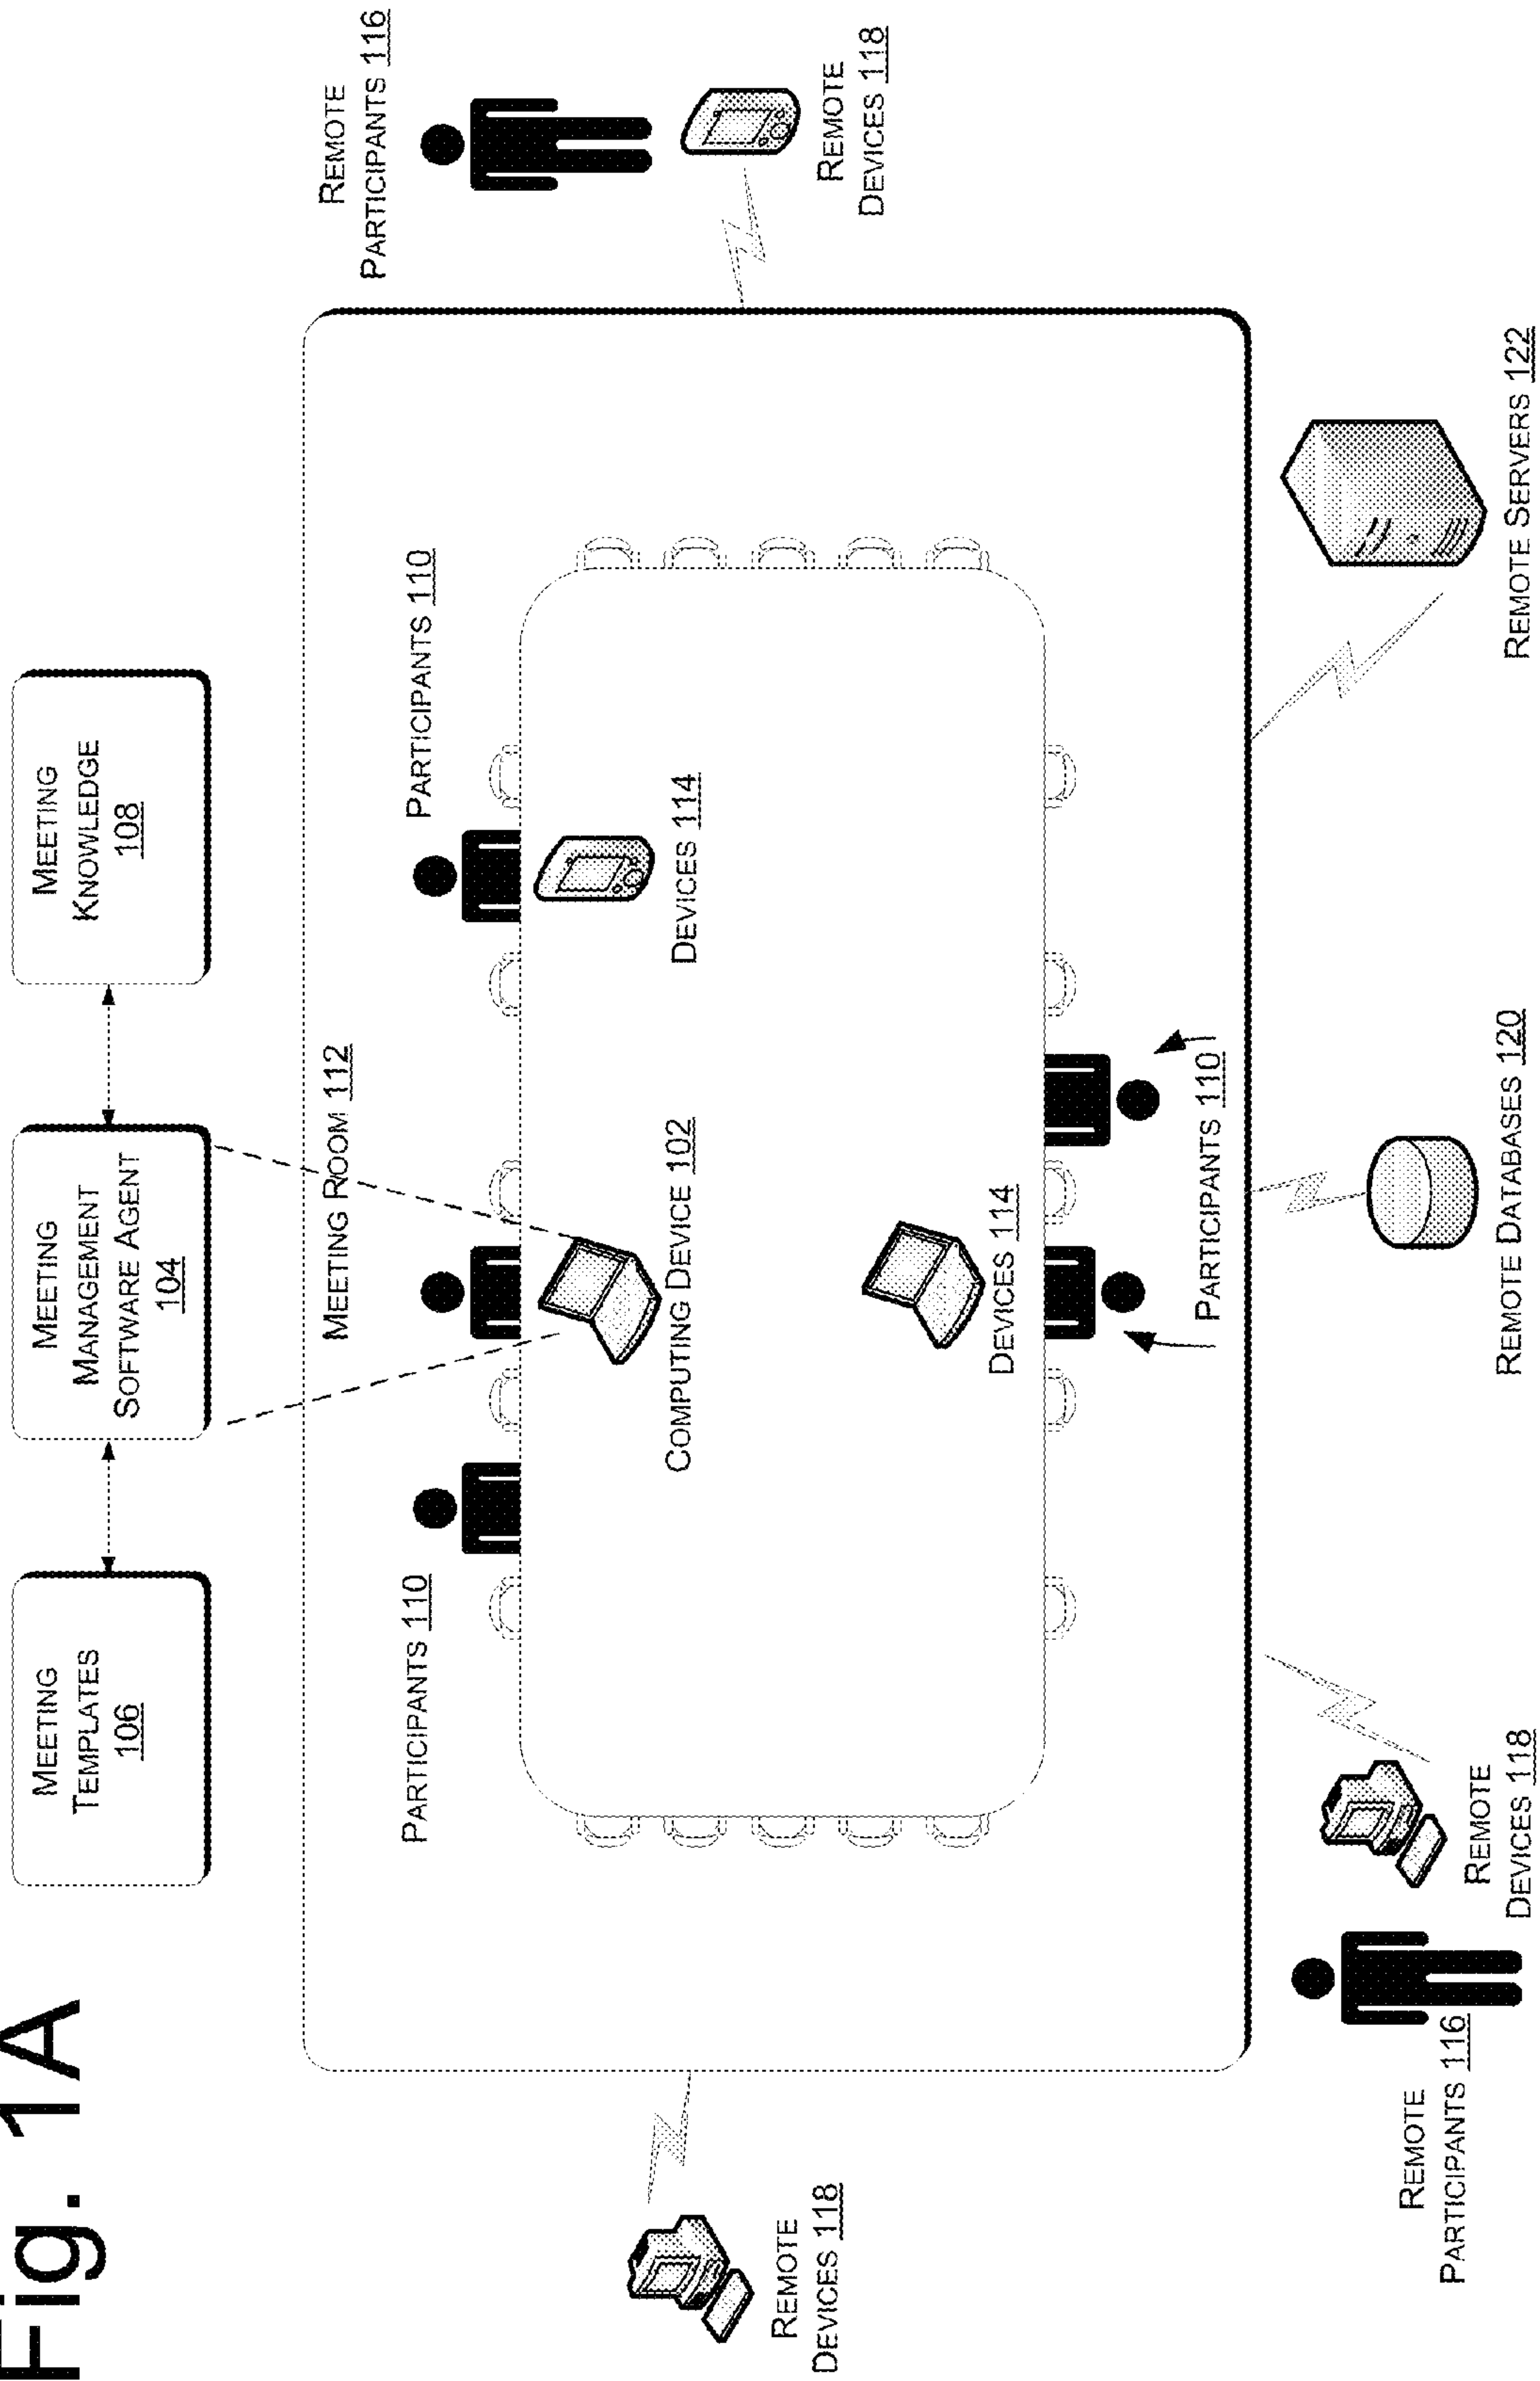 Fig. 1A
MEETING
TEMPLATES
106
MEETING
MANAGEMENT
SOFTWARE AGENT
104
MEETING
KNOWLEDGE
108
MEETING ROOM 112
REMOTE
PARTICIPANTS 116
PARTICIPANTS 110
PARTICIPANTS 110
COMPUTING DEVICE 102
DEVICES 114
REMOTE
DEVICES 118
REMOTE
DEVICES 118
DEVICES 114
PARTICIPANTS 110
REMOTE
PARTICIPANTS 116
REMOTE
DEVICES 118
REMOTE DATABASES 120
REMOTE SERVERS 122